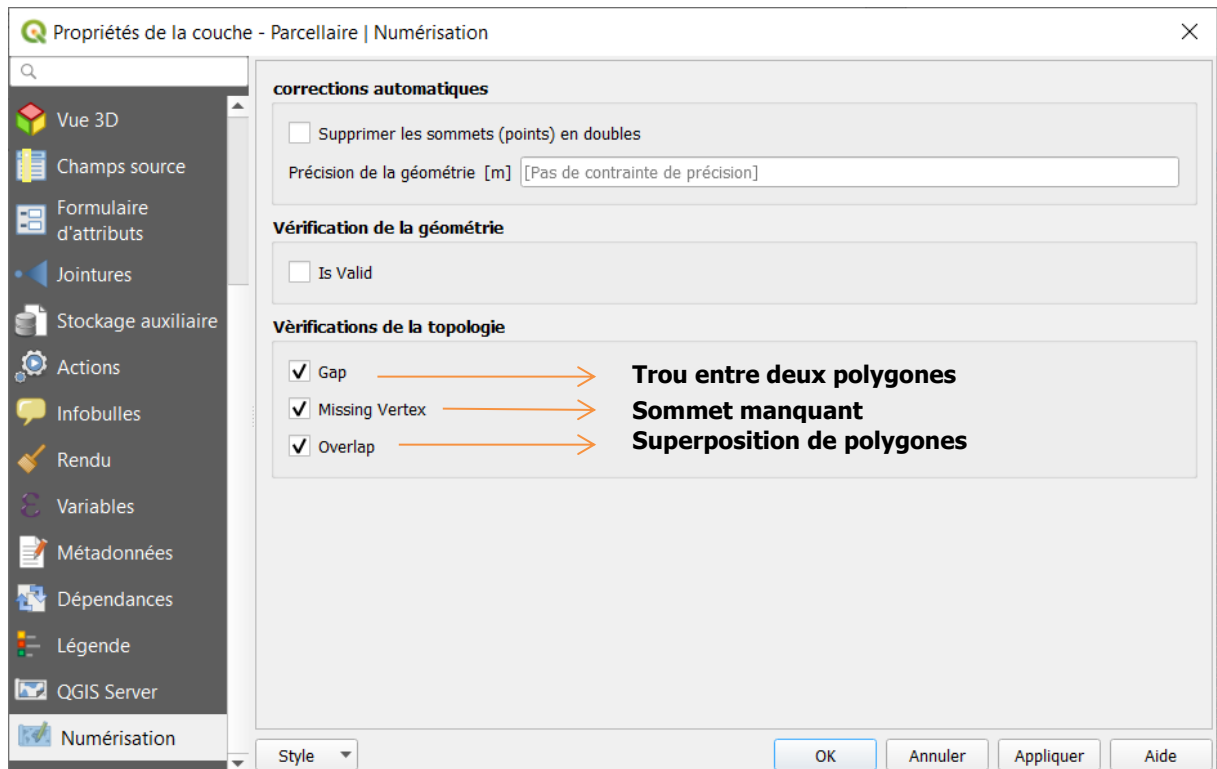 Propriétés de la couche - Parcellaire | Numérisation
Vue 3D
Champs source
Formulaire
d'attributs
Jointures
Stockage auxiliaire
Actions
Infobulles
Rendu
Variables
Métadonnées
Dépendances
Légende
QGIS Server
Numérisation
corrections automatiques
Supprimer les sommets (points) en doubles
Précision de la géométrie [m] [Pas de contrainte de précision]
Vérification de la géométrie
Is Valid
Vèrifications de la topologie
Gap Trou entre deux polygones
Missing Vertex Sommet manquant
Overlap Superposition de polygones
Style OK Annuler Appliquer Aide